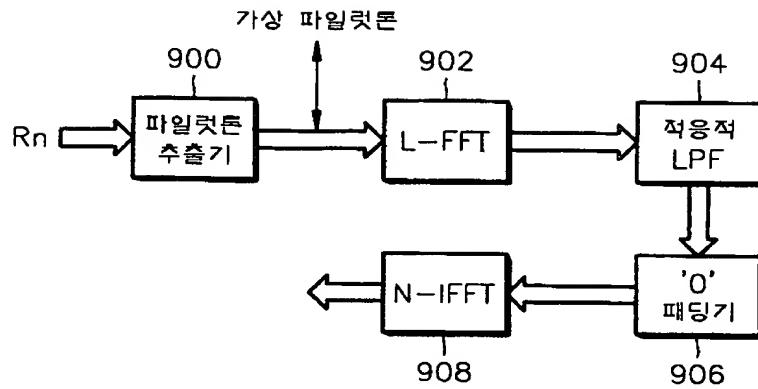 가상 파일럿톤
900
902
904
Rn
파일럿톤
추출기
L-FFT
적응적
LPF
N-IFFT
'0'
패딩기
908
906